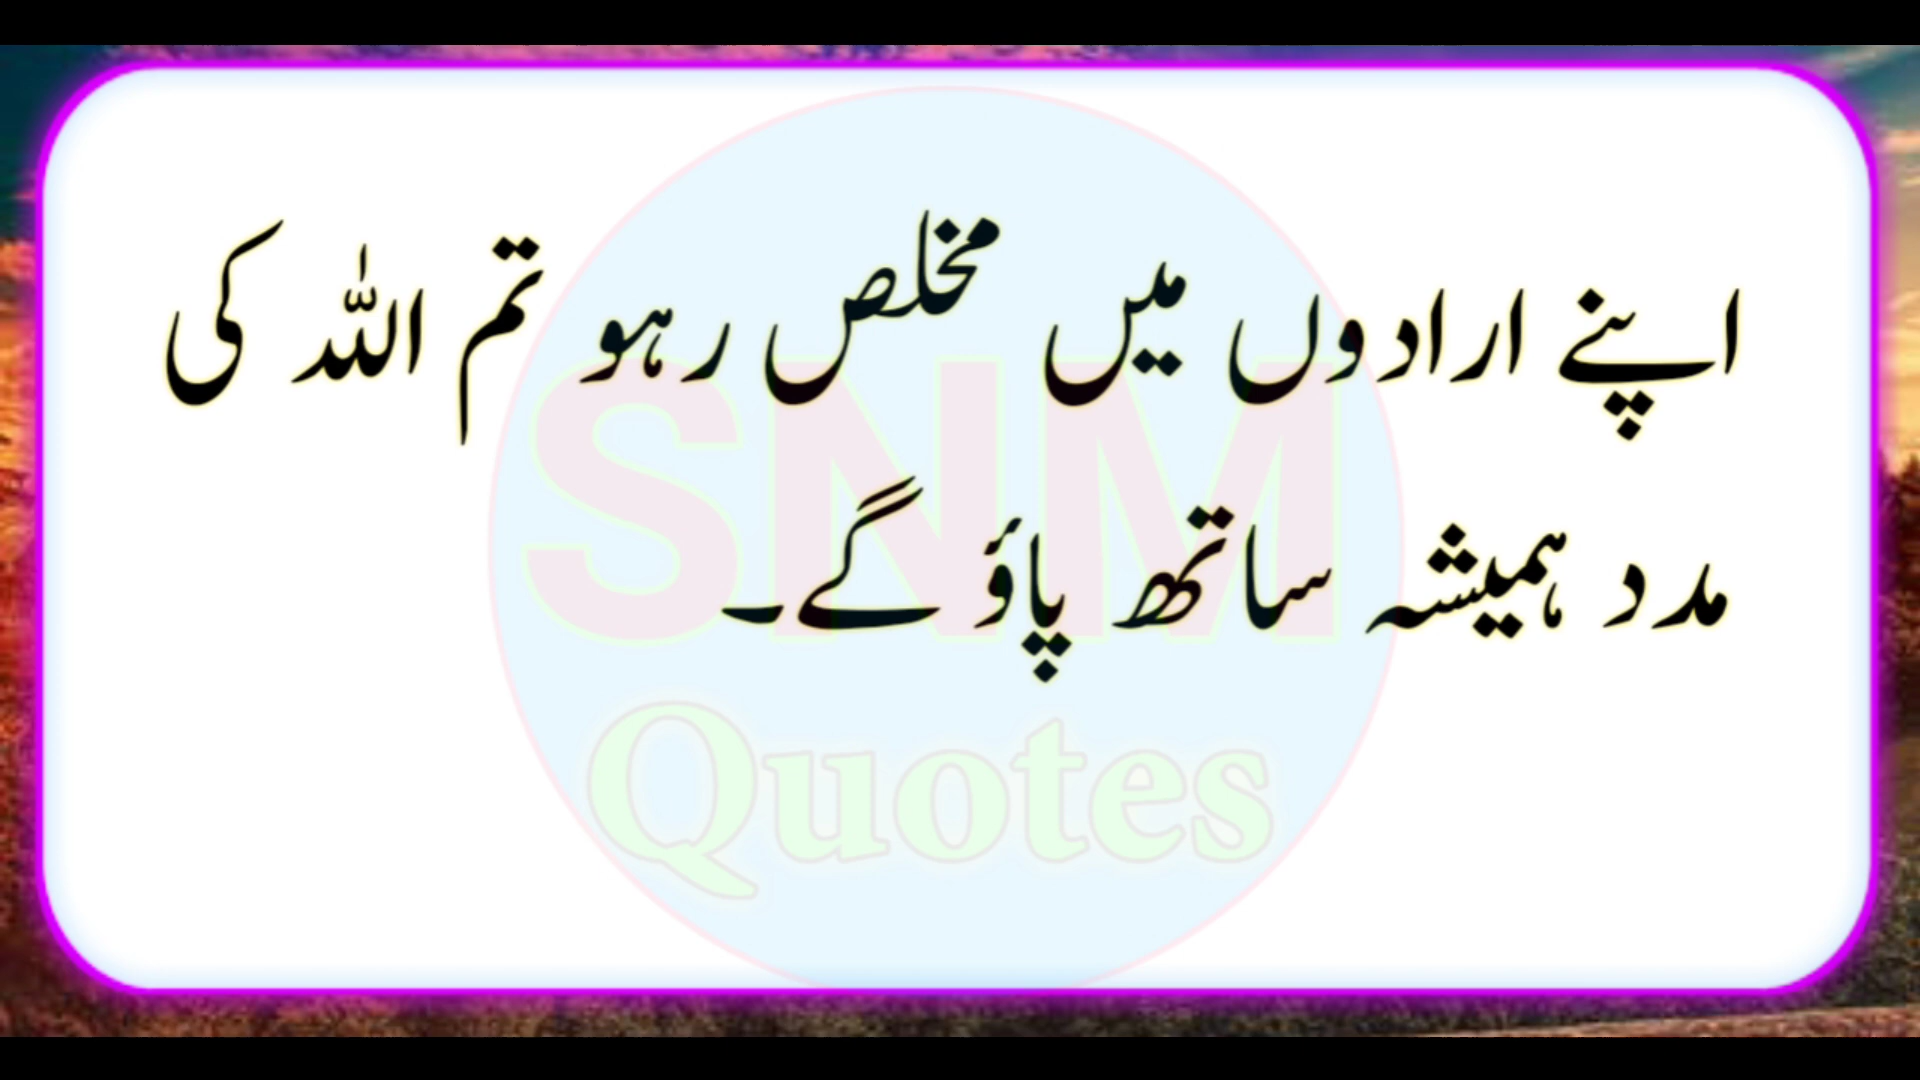 اپنے ارادوں میں مخلص رہو تم اللہ کی
مدد ہمیشہ ساتھ پاؤ گے۔
SNM
Quotes